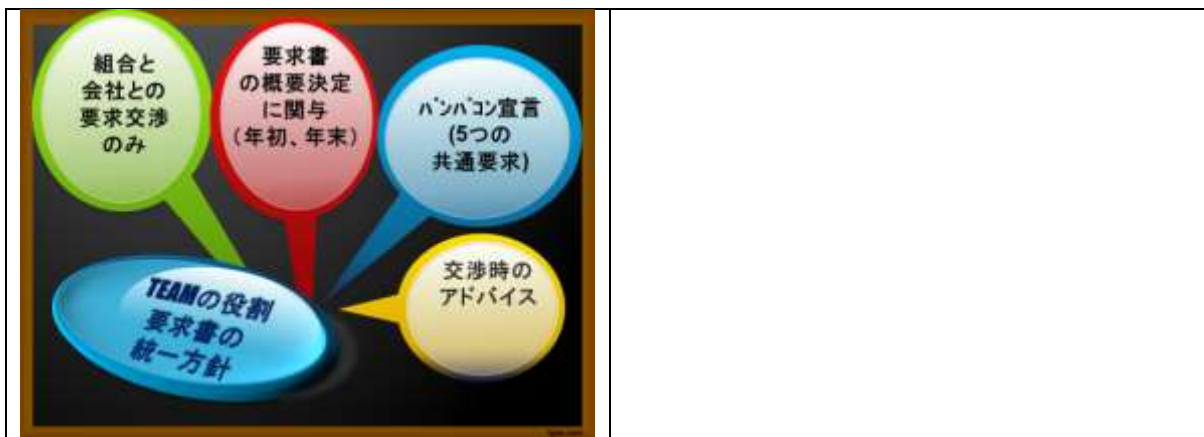 組合と
会社との
要求交渉
のみ
要求書
の概要決定
に関与
(年初、年末)
バンバコン宣言
(5つの
共通要求)
交渉時の
アドバイス
TEAMの役割
要求書の
統一方針